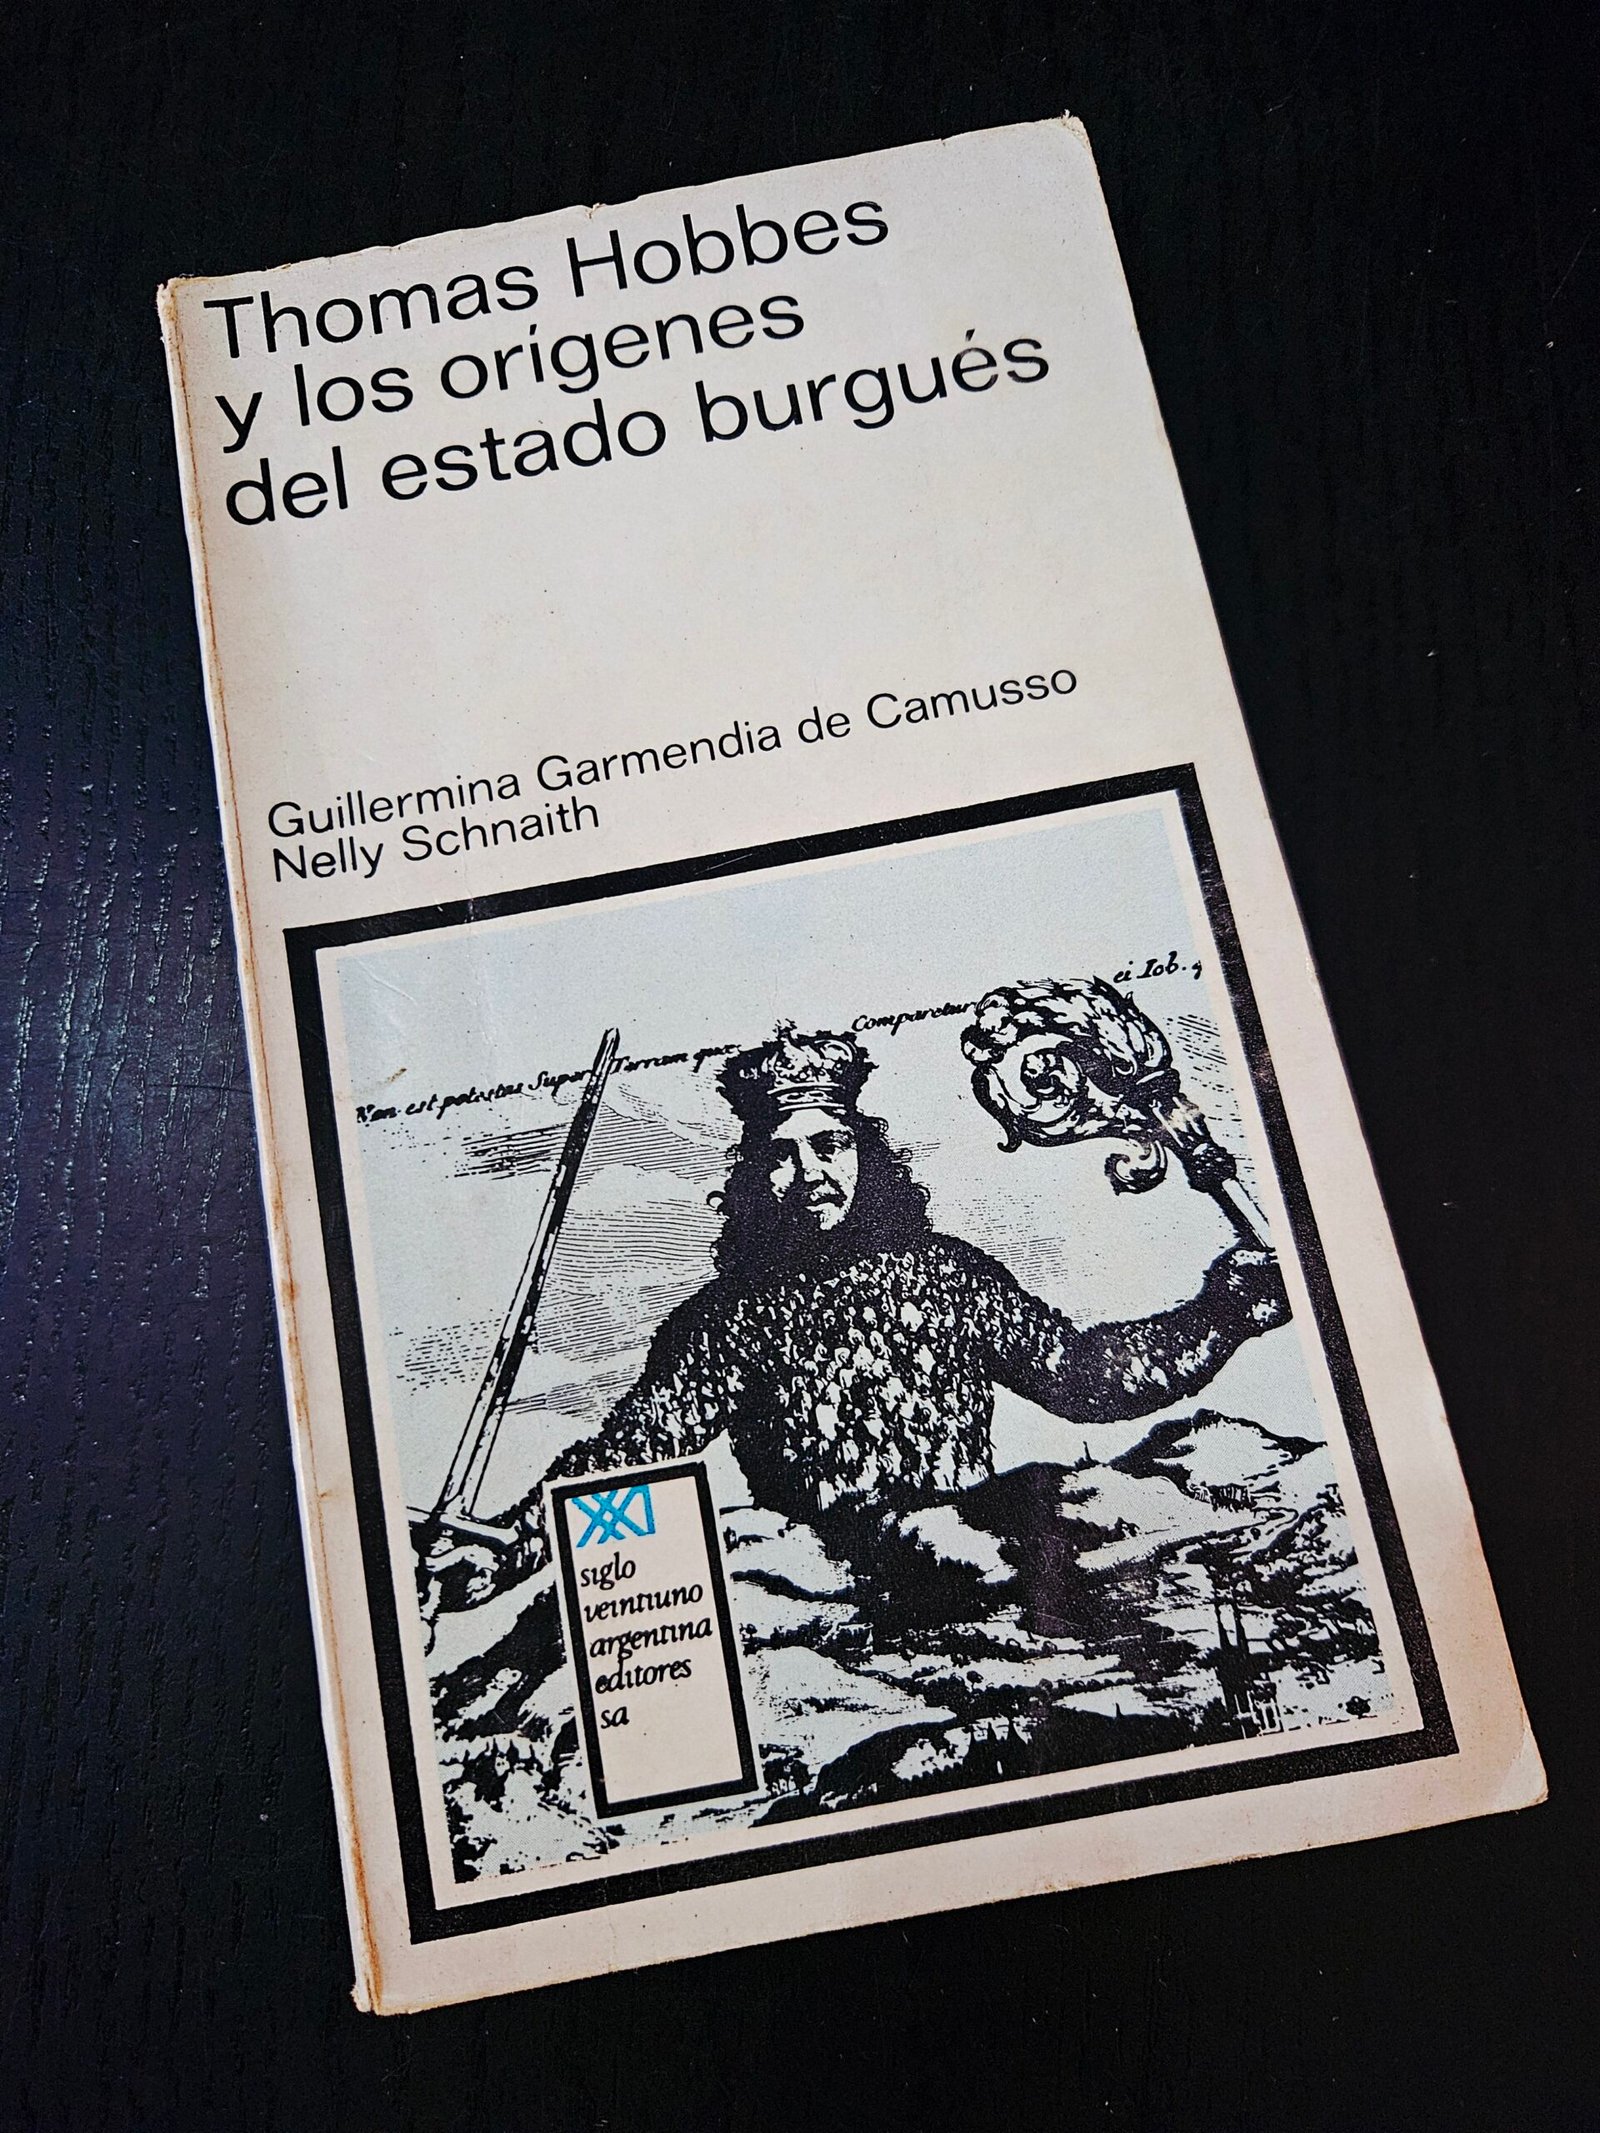 Thomas Hobbes
y los orígenes
del estado burgués
Guillermina Garmendia de Camusso
Nelly Schnaith
Non est potestas Super Terram quæ Comparetur ei Iob.
siglo
veintiuno
argentina
editores
sa